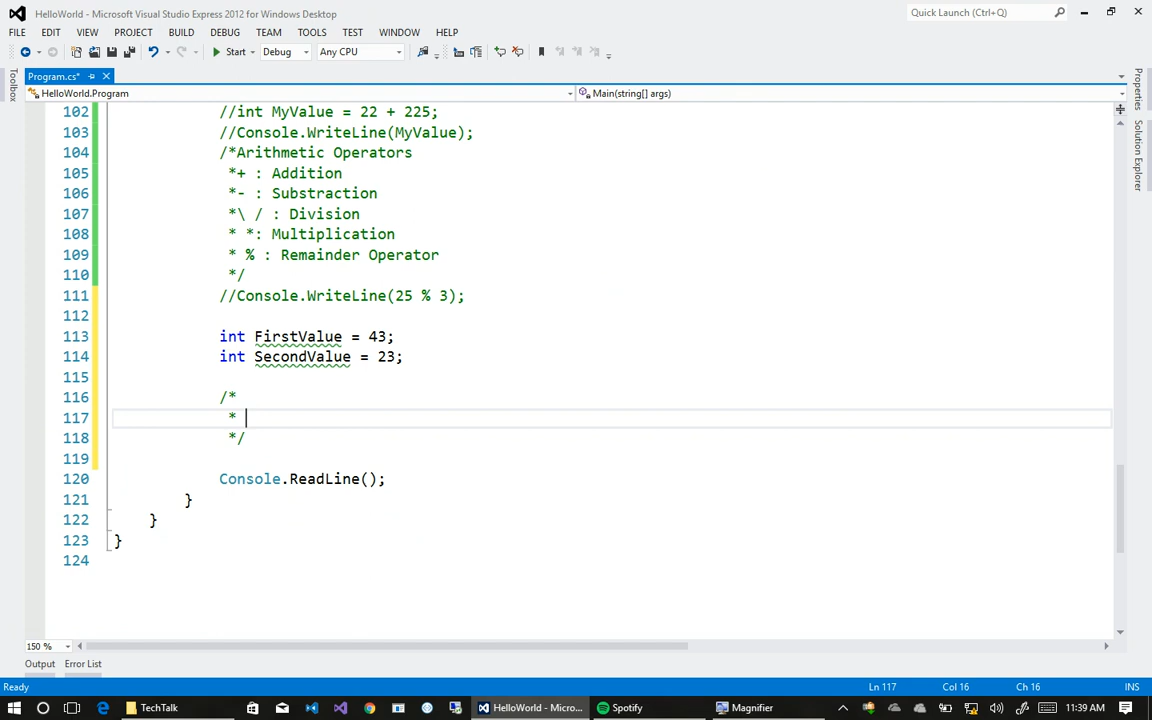 HelloWorld - Microsoft Visual Studio Express 2012 for Windows Desktop
Quick Launch (Ctrl+Q)
FILE EDIT VIEW PROJECT BUILD DEBUG TEAM TOOLS TEST WINDOW HELP
Start Debug Any CPU
Toolbox
Program.cs*
HelloWorld.Program
Main(string[] args)
Properties
Solution Explorer
102 //int MyValue = 22 + 225;
103 //Console.WriteLine(MyValue);
104 /*Arithmetic Operators
105 *+ : Addition
106 *- : Substraction
107 *\ / : Division
108 * *: Multiplication
109 * % : Remainder Operator
110 */
111 //Console.WriteLine(25 % 3);
112
113 int FirstValue = 43;
114 int SecondValue = 23;
115
116 /*
117 *
118 */
119
120 Console.ReadLine();
121 }
122 }
123 }
124
150 %
Output Error List
Ready Ln 117 Col 16 Ch 16 INS
TechTalk HelloWorld - Micro... Spotify Magnifier 11:39 AM